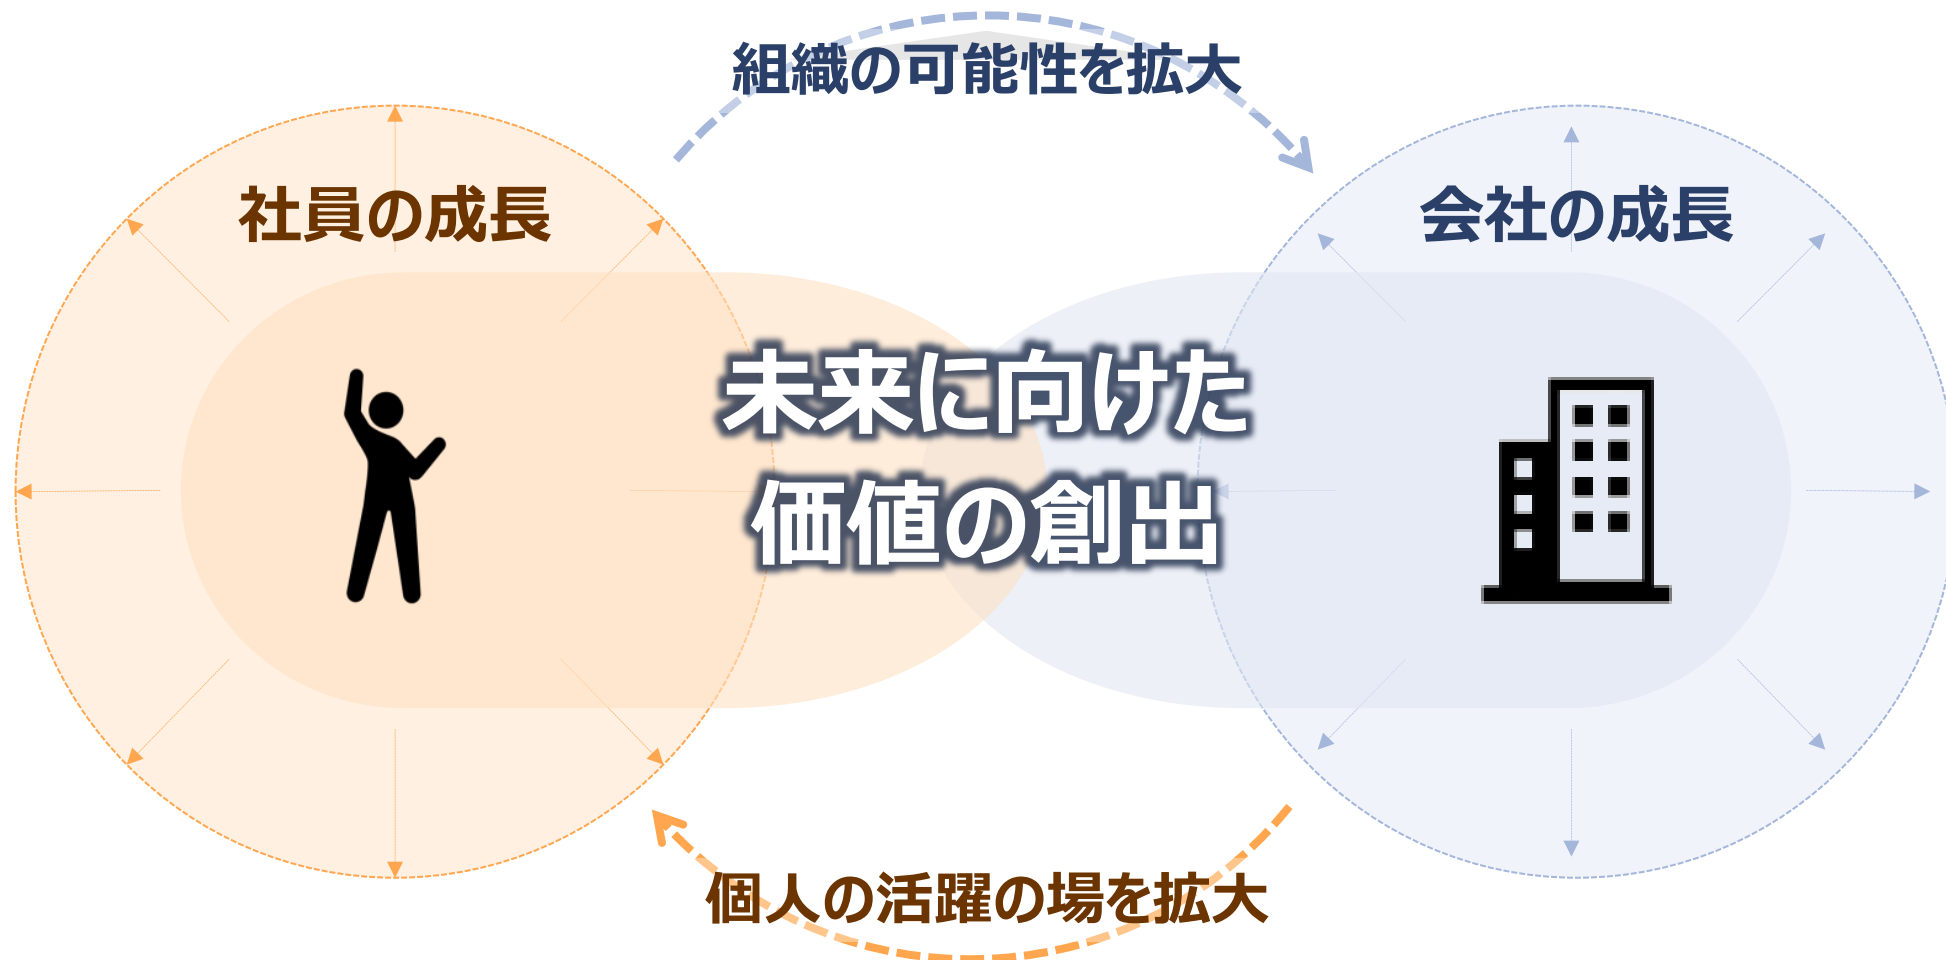 組織の可能性を拡大
社員の成長
会社の成長
未来に向けた
価値の創出
個人の活躍の場を拡大